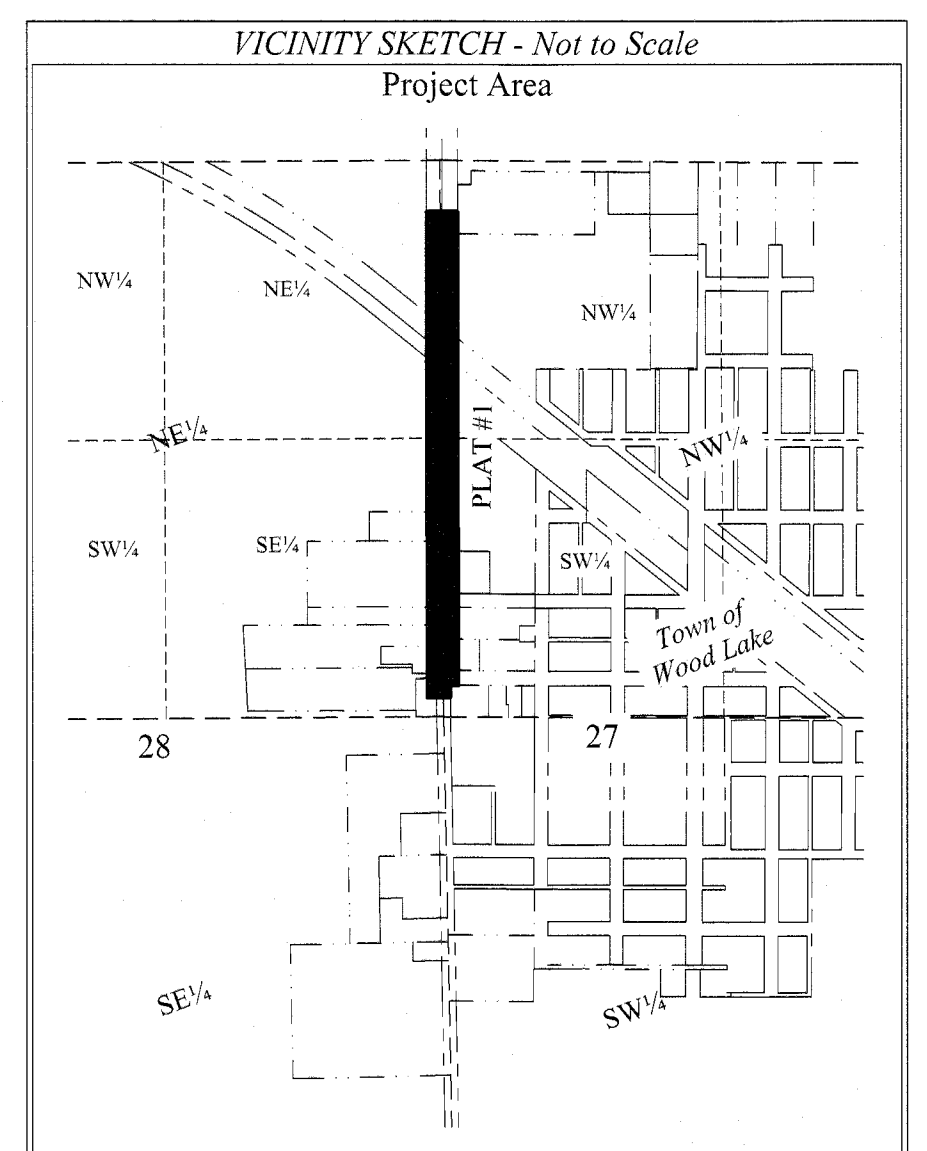 VICINITY SKETCH - Not to Scale
Project Area
NW¼
NE¼
NW¼
NE¼
PLAT #1
NW¼
SW¼
SE¼
SW¼
Town of
Wood Lake
28
27
SE¼
SW¼